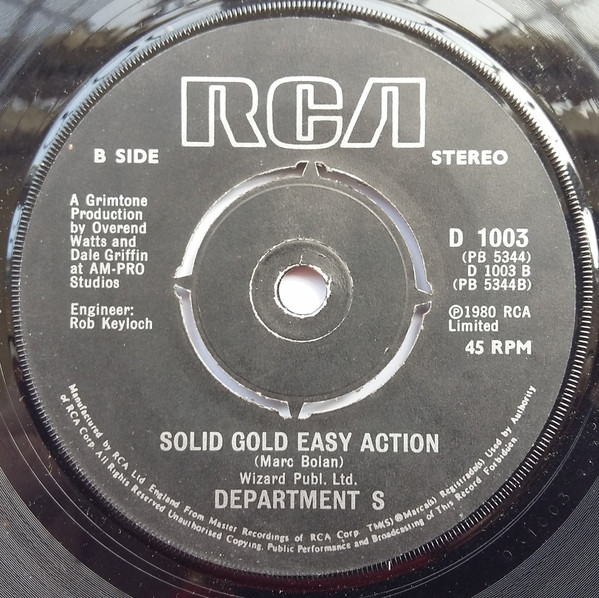 RCA
B SIDE
STEREO
A Grimtone
Production
by Overend
Watts and
Dale Griffin
at AM-PRO
Studios
Engineer:
Rob Keyloch
D 1003
(PB 5344)
D 1003 B
(PB 5344B)
Ⓟ1980 RCA
Limited
45 RPM
SOLID GOLD EASY ACTION
(Marc Bolan)
Wizard Publ. Ltd.
DEPARTMENT S
Manufactured by RCA Ltd England From Master Recordings of RCA Corp. TM(S)®Marca(s) Registrada(s) Used by Authority
of RCA Corp All Rights Reserved Unauthorised Copying, Public Performance and Broadcasting of This Record Forbidden